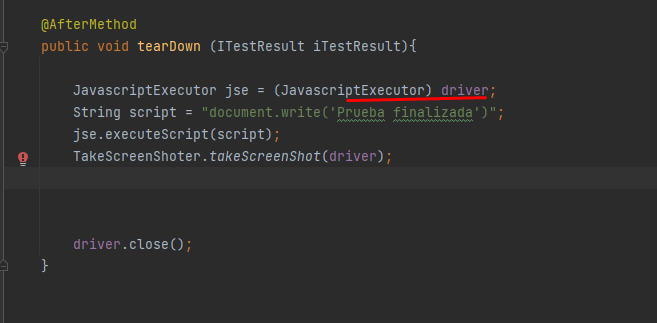 @AfterMethod
public void tearDown (ITestResult iTestResult){
JavascriptExecutor jse = (JavascriptExecutor) driver;
String script = "document.write('Prueba finalizada')";
jse.executeScript(script);
TakeScreenShoter.takeScreenShot(driver);
driver.close();
}